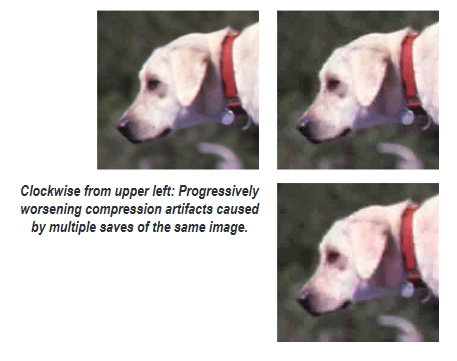 Clockwise from upper left: Progressively
worsening compression artifacts caused
by multiple saves of the same image.